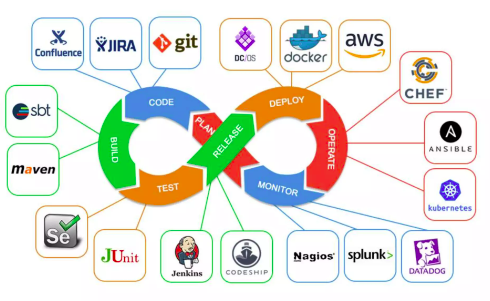 Confluence
JIRA
git
DC/OS
docker
aws
CHEF
sbt
CODE
DEPLOY
PLAN
RELEASE
BUILD
OPERATE
ANSIBLE
maven
TEST
MONITOR
kubernetes
Se
JUnit
Jenkins
CODESHIP
Nagios®
splunk>
DATADOG